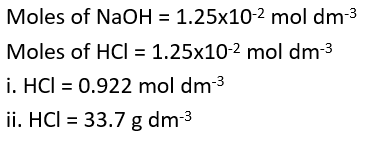 Moles of NaOH = 1.25x10⁻² mol dm⁻³
Moles of HCl = 1.25x10⁻² mol dm⁻³
i. HCl = 0.922 mol dm⁻³
ii. HCl = 33.7 g dm⁻³